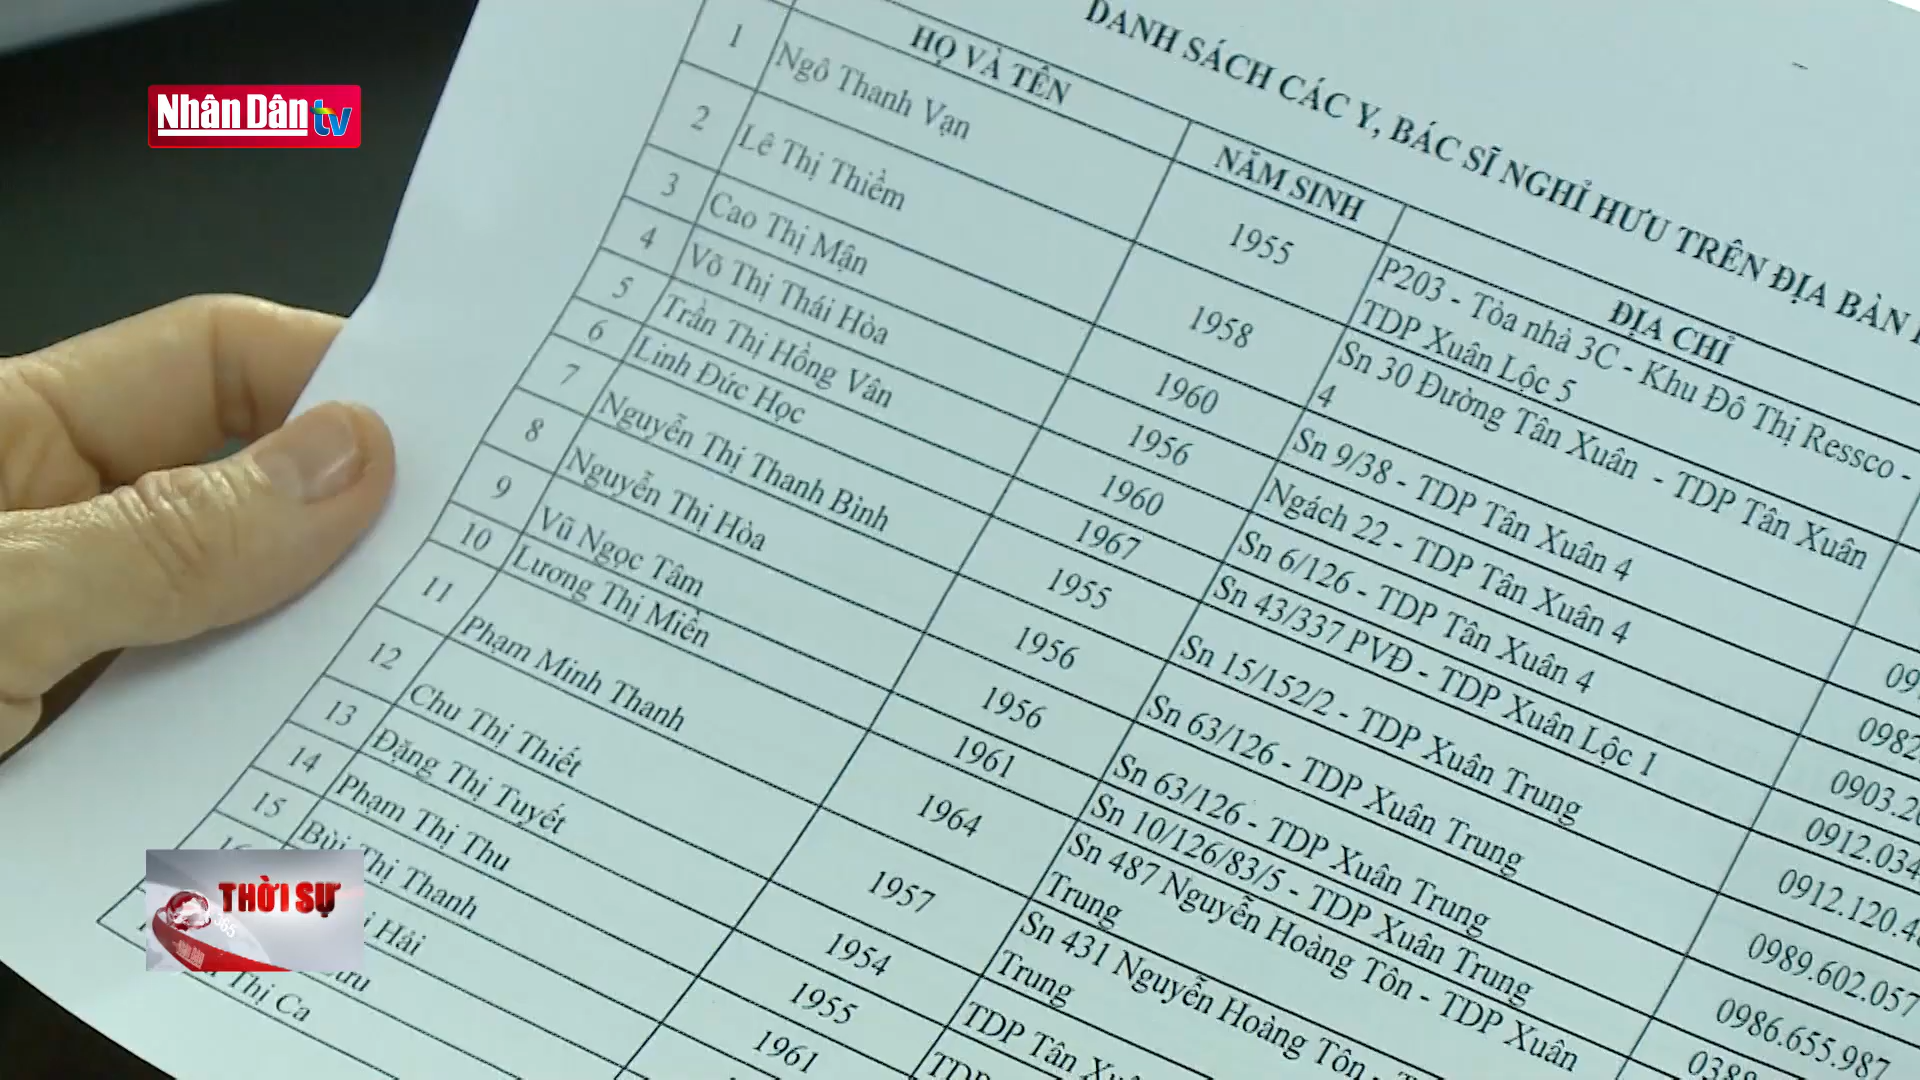 Nhân Dân tv
DANH SÁCH CÁC Y, BÁC SĨ NGHỈ HƯU TRÊN ĐỊA BÀN
HỌ VÀ TÊN NĂM SINH ĐỊA CHỈ
1 Ngô Thanh Vạn 1955 P203 - Tòa nhà 3C - Khu Đô Thị Ressco -
TDP Xuân Lộc 5
2 Lê Thị Thiềm 1958 Sn 30 Đường Tân Xuân - TDP Tân Xuân
4
3 Cao Thị Mận 1960 Sn 9/38 - TDP Tân Xuân 4
4 Võ Thị Thái Hòa 1956 Ngách 22 - TDP Tân Xuân 4 0982
5 Trần Thị Hồng Vân 1960 Sn 6/126 - TDP Tân Xuân 4 0903.20
6 Linh Đức Học 1967 Sn 43/337 PVĐ - TDP Xuân Lộc 1 0912.034
7 Nguyễn Thị Thanh Bình 1955 Sn 15/152/2 - TDP Xuân Trung 0912.120.48
8 Nguyễn Thị Hòa 1956 Sn 63/126 - TDP Xuân Trung 0989.602.057
9 Vũ Ngọc Tâm 1956 Sn 63/126 - TDP Xuân Trung 0986.655.987
10 Lương Thị Miền 1961 Sn 10/126/83/5 - TDP Xuân Trung 0388
11 Phạm Minh Thanh 1964 Sn 487 Nguyễn Hoàng Tôn - TDP Xuân
Trung
12 Chu Thị Thiết 1957 Sn 431 Nguyễn Hoàng Tôn - T
Trung
13 Đặng Thị Tuyết 1954 TDP Tân Xu
14 Phạm Thị Thu 1955 TDP
15 Bùi Thị Thanh 1961
16 i Hải
Thị Ca
THỜI SỰ
365
NHÂN DÂN